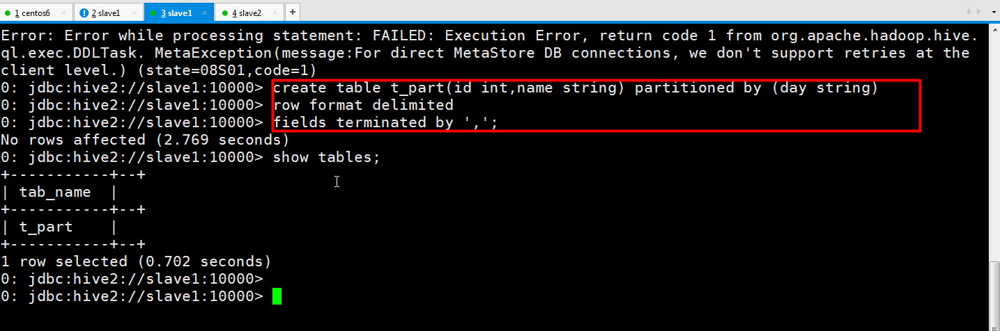 1 centos6 × 2 slave1 × 3 slave1 × 4 slave2 × +
Error: Error while processing statement: FAILED: Execution Error, return code 1 from org.apache.hadoop.hive.
ql.exec.DDLTask. MetaException(message:For direct MetaStore DB connections, we don't support retries at the
client level.) (state=08S01,code=1)
0: jdbc:hive2://slave1:10000> create table t_part(id int,name string) partitioned by (day string)
0: jdbc:hive2://slave1:10000> row format delimited
0: jdbc:hive2://slave1:10000> fields terminated by ',';
No rows affected (2.769 seconds)
0: jdbc:hive2://slave1:10000> show tables;
+-----------+--+
| tab_name  |
+-----------+--+
| t_part    |
+-----------+--+
1 row selected (0.702 seconds)
0: jdbc:hive2://slave1:10000>
0: jdbc:hive2://slave1:10000>